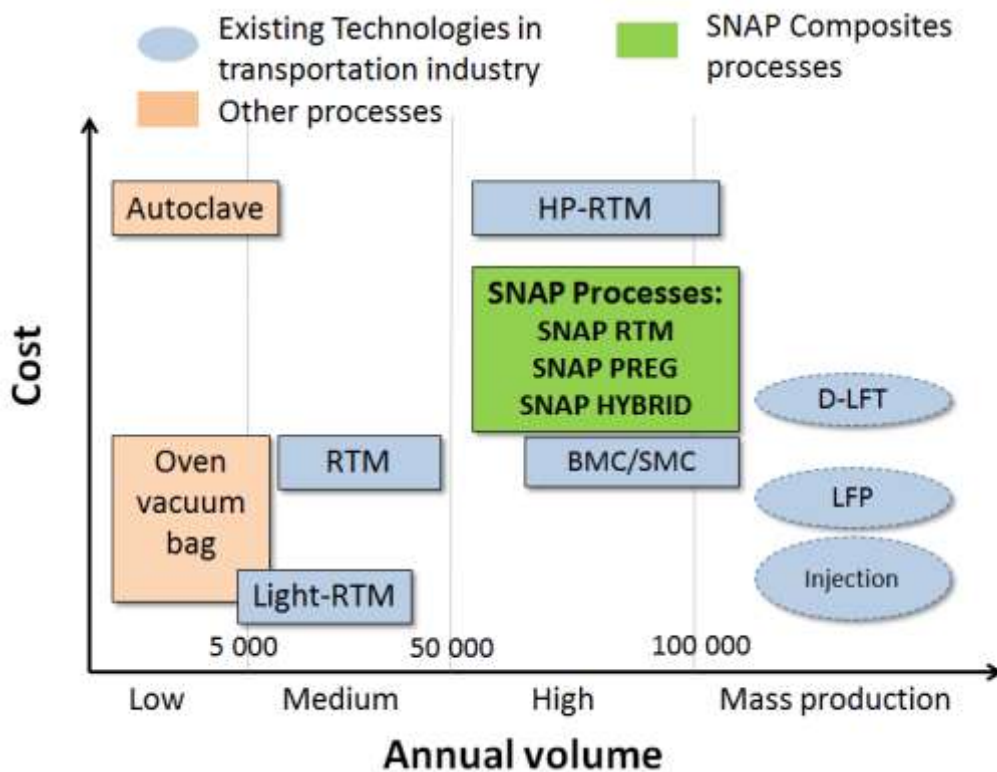 Existing Technologies in
transportation industry
SNAP Composites
processes
Other processes
Cost
Autoclave
HP-RTM
SNAP Processes:
SNAP RTM
SNAP PREG
SNAP HYBRID
D-LFT
Oven
vacuum
bag
RTM
BMC/SMC
LFP
Light-RTM
Injection
5 000
50 000
100 000
Low
Medium
High
Mass production
Annual volume